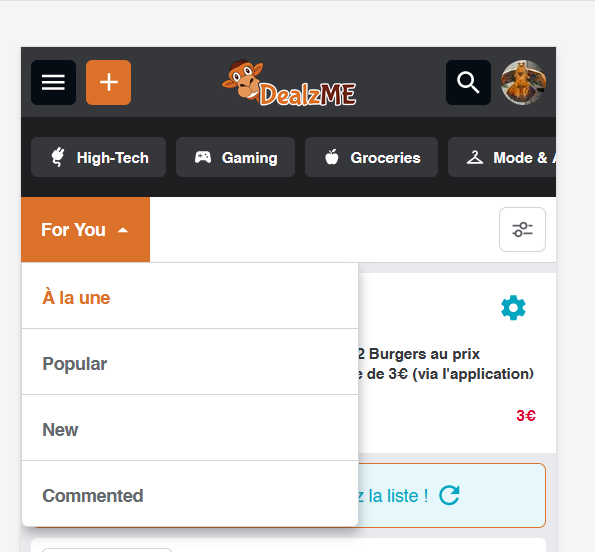 DealzME
High-Tech
Gaming
Groceries
Mode &
For You
À la une
Popular
New
Commented
2 Burgers au prix
de 3€ (via l'application)
3€
la liste !